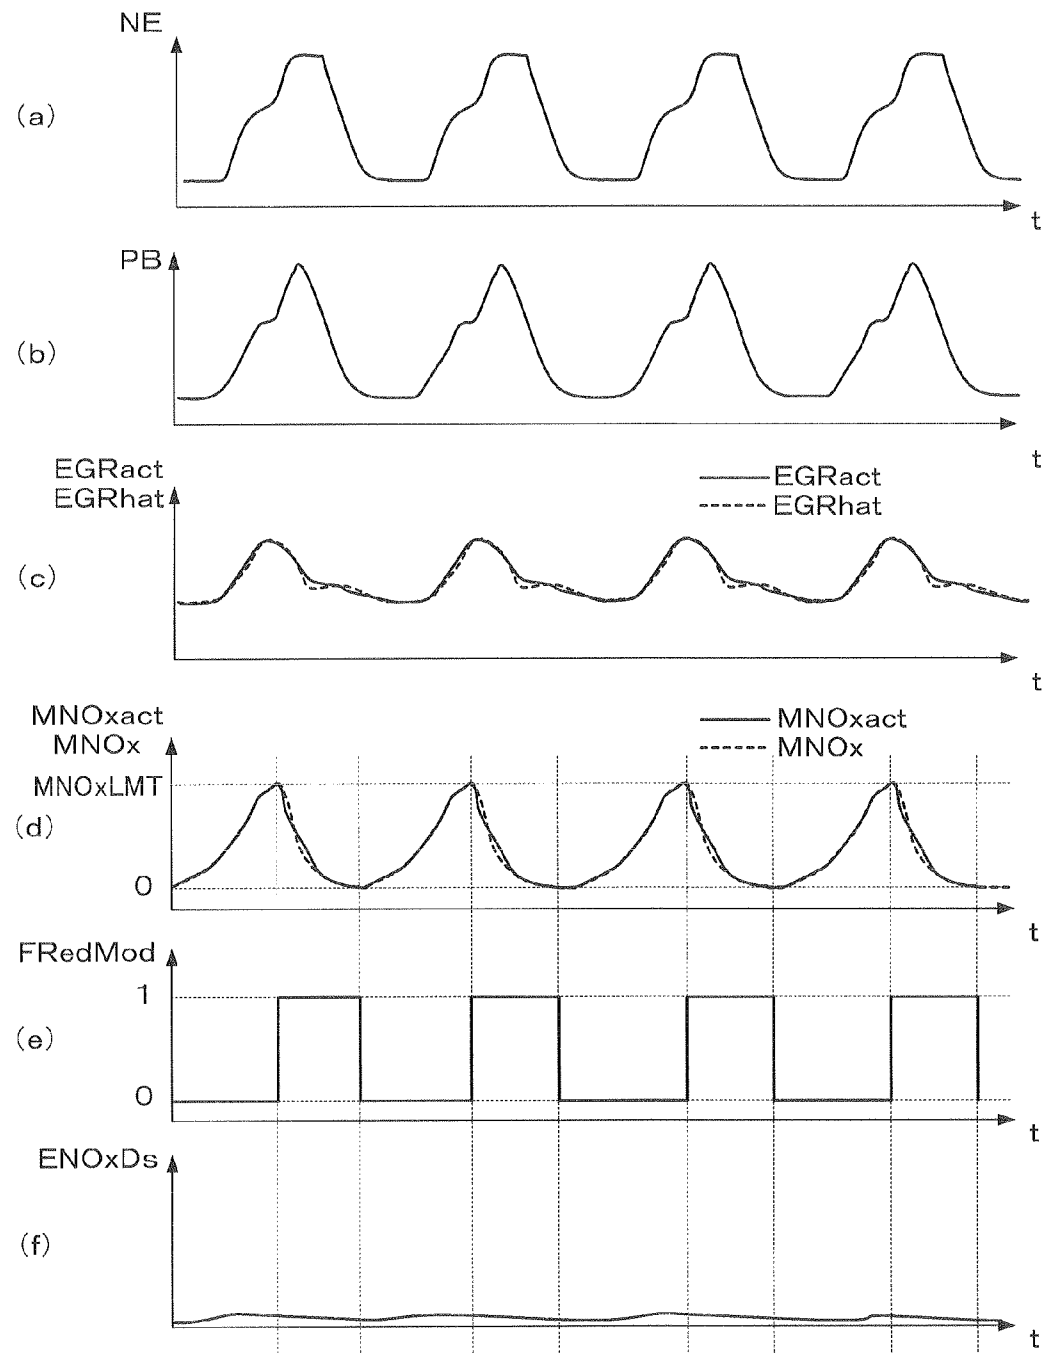 NE
(a)
t
PB
(b)
t
EGRact
EGRhat
EGRact
EGRhat
(c)
t
MNOxact
MNOx
MNOxact
MNOx
MNOxLMT
(d)
0
t
FRedMod
1
(e)
0
t
ENOxDs
(f)
t